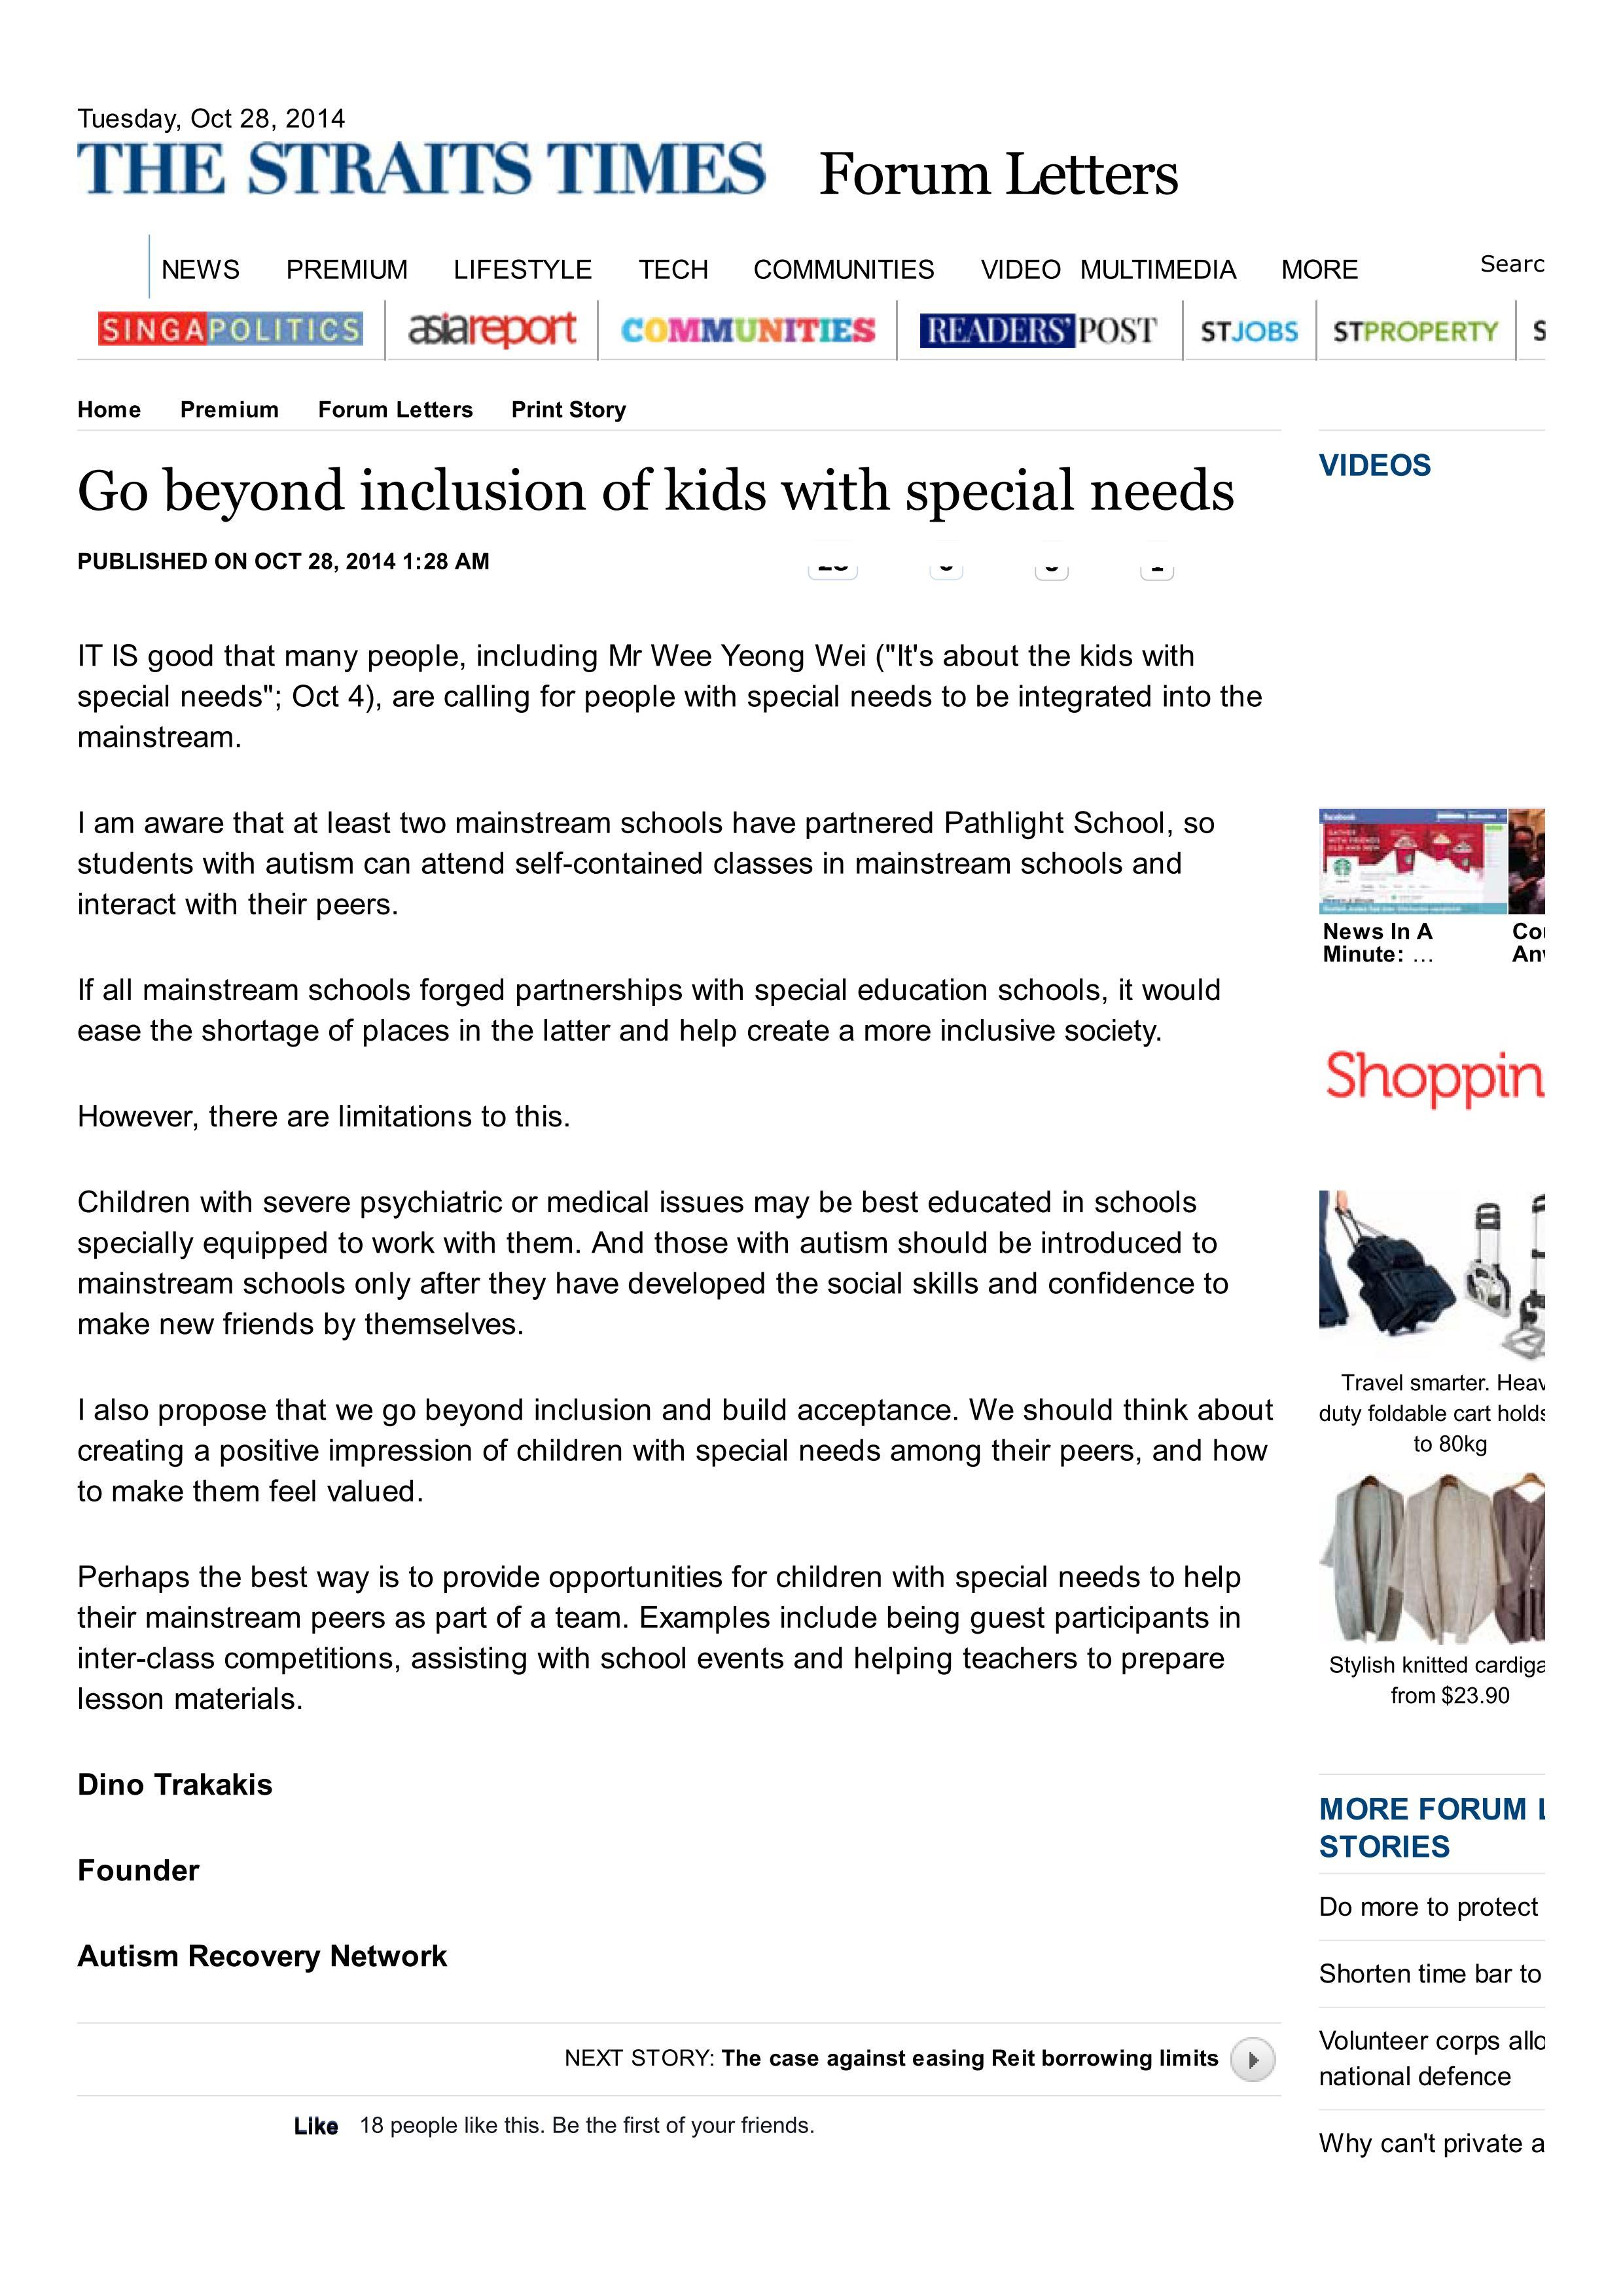 Tuesday, Oct 28, 2014
THE STRAITS TIMES Forum Letters
NEWS PREMIUM LIFESTYLE TECH COMMUNITIES VIDEO MULTIMEDIA MORE
SINGAPOLITICS asiareport COMMUNITIES READERS' POST STJOBS STPROPERTY
Home Premium Forum Letters Print Story
Go beyond inclusion of kids with special needs
PUBLISHED ON OCT 28, 2014 1:28 AM
IT IS good that many people, including Mr Wee Yeong Wei ("It's about the kids with
special needs"; Oct 4), are calling for people with special needs to be integrated into the
mainstream.
I am aware that at least two mainstream schools have partnered Pathlight School, so
students with autism can attend self-contained classes in mainstream schools and
interact with their peers.
If all mainstream schools forged partnerships with special education schools, it would
ease the shortage of places in the latter and help create a more inclusive society.
However, there are limitations to this.
Children with severe psychiatric or medical issues may be best educated in schools
specially equipped to work with them. And those with autism should be introduced to
mainstream schools only after they have developed the social skills and confidence to
make new friends by themselves.
I also propose that we go beyond inclusion and build acceptance. We should think about
creating a positive impression of children with special needs among their peers, and how
to make them feel valued.
Perhaps the best way is to provide opportunities for children with special needs to help
their mainstream peers as part of a team. Examples include being guest participants in
inter-class competitions, assisting with school events and helping teachers to prepare
lesson materials.
Dino Trakakis
Founder
Autism Recovery Network
NEXT STORY: The case against easing Reit borrowing limits
Like 18 people like this. Be the first of your friends.
VIDEOS
facebook
News In A
Minute: ...
Shoppin
Travel smarter. Heav
duty foldable cart holds
to 80kg
Stylish knitted cardiga
from $23.90
MORE FORUM L
STORIES
Do more to protect
Shorten time bar to
Volunteer corps allo
national defence
Why can't private a